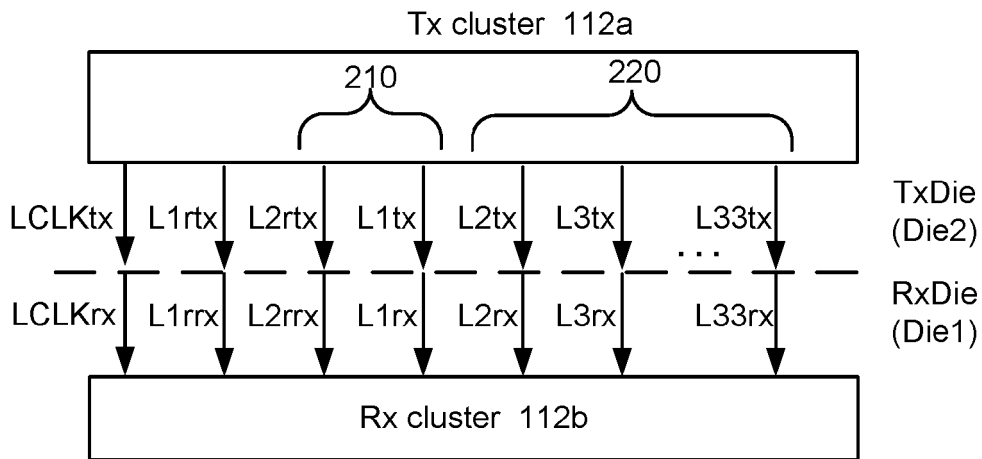 Tx cluster 112a
210 220
LCLKtx L1rtx L2rtx L1tx L2tx L3tx L33tx
TxDie
(Die2)
...
LCLKrx L1rrx L2rrx L1rx L2rx L3rx L33rx
RxDie
(Die1)
Rx cluster 112b